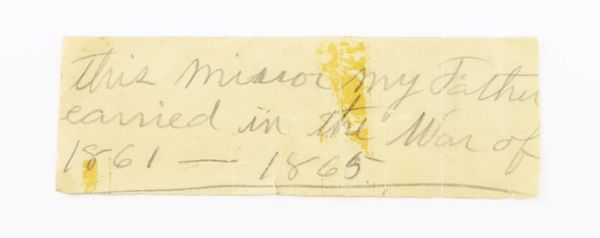 this mirror my Father
carried in the War of
1861 — 1865